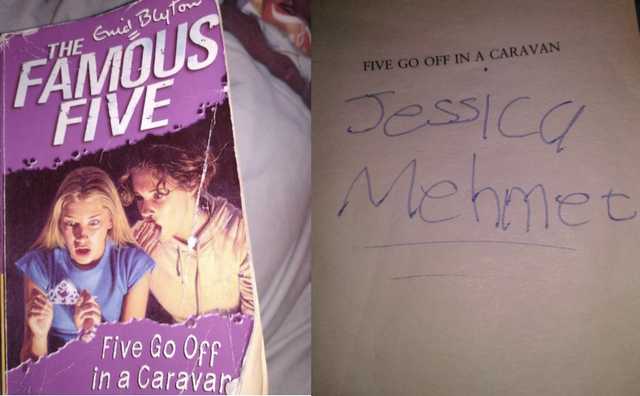 Enid Blyton
THE
FAMOUS
FIVE
Five Go Off
in a Caravan
FIVE GO OFF IN A CARAVAN
Jessica
Mehmet